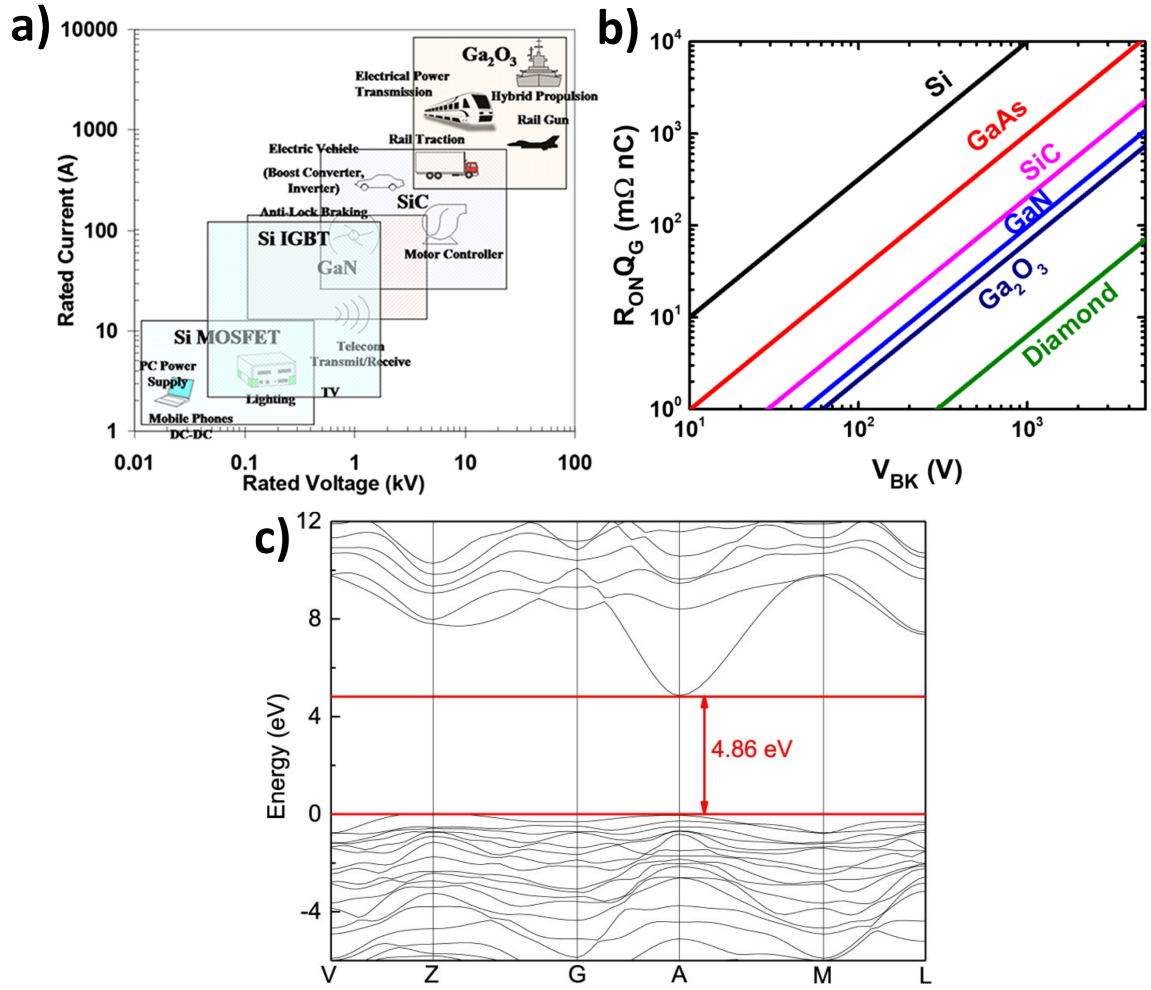 a)
10000
1000
100
10
1
Rated Current (A)
0.01
0.1
1
10
100
Rated Voltage (kV)
Ga2O3
Electrical Power
Transmission
Hybrid Propulsion
Rail Gun
Rail Traction
Electric Vehicle
(Boost Converter,
Inverter)
SiC
Anti-Lock Braking
Si IGBT
Motor Controller
GaN
Si MOSFET
Telecom
Transmit/Receive
PC Power
Supply
TV
Lighting
Mobile Phones
DC-DC
b)
10^4
10^3
10^2
10^1
10^0
RONQG (mΩ nC)
10^1
10^2
10^3
VBK (V)
Si
GaAs
SiC
GaN
Ga2O3
Diamond
c)
12
8
4
0
-4
Energy (eV)
4.86 eV
V
Z
G
A
M
L